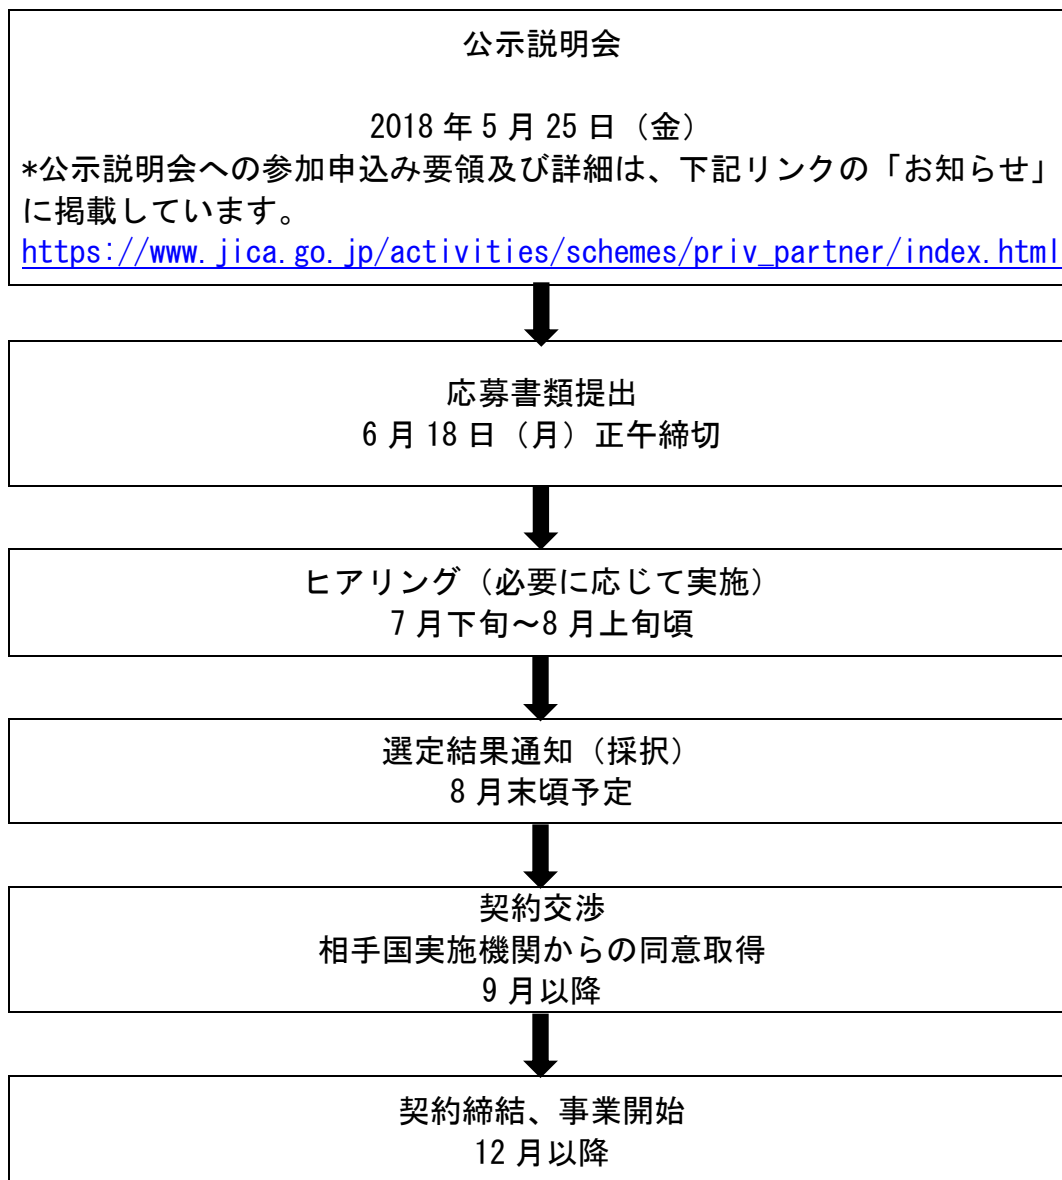 公示説明会
2018年5月25日（金）
*公示説明会への参加申込み要領及び詳細は、下記リンクの「お知らせ」
に掲載しています。
https://www.jica.go.jp/activities/schemes/priv_partner/index.html
応募書類提出
6月18日（月）正午締切
ヒアリング（必要に応じて実施）
7月下旬～8月上旬頃
選定結果通知（採択）
8月末頃予定
契約交渉
相手国実施機関からの同意取得
9月以降
契約締結、事業開始
12月以降